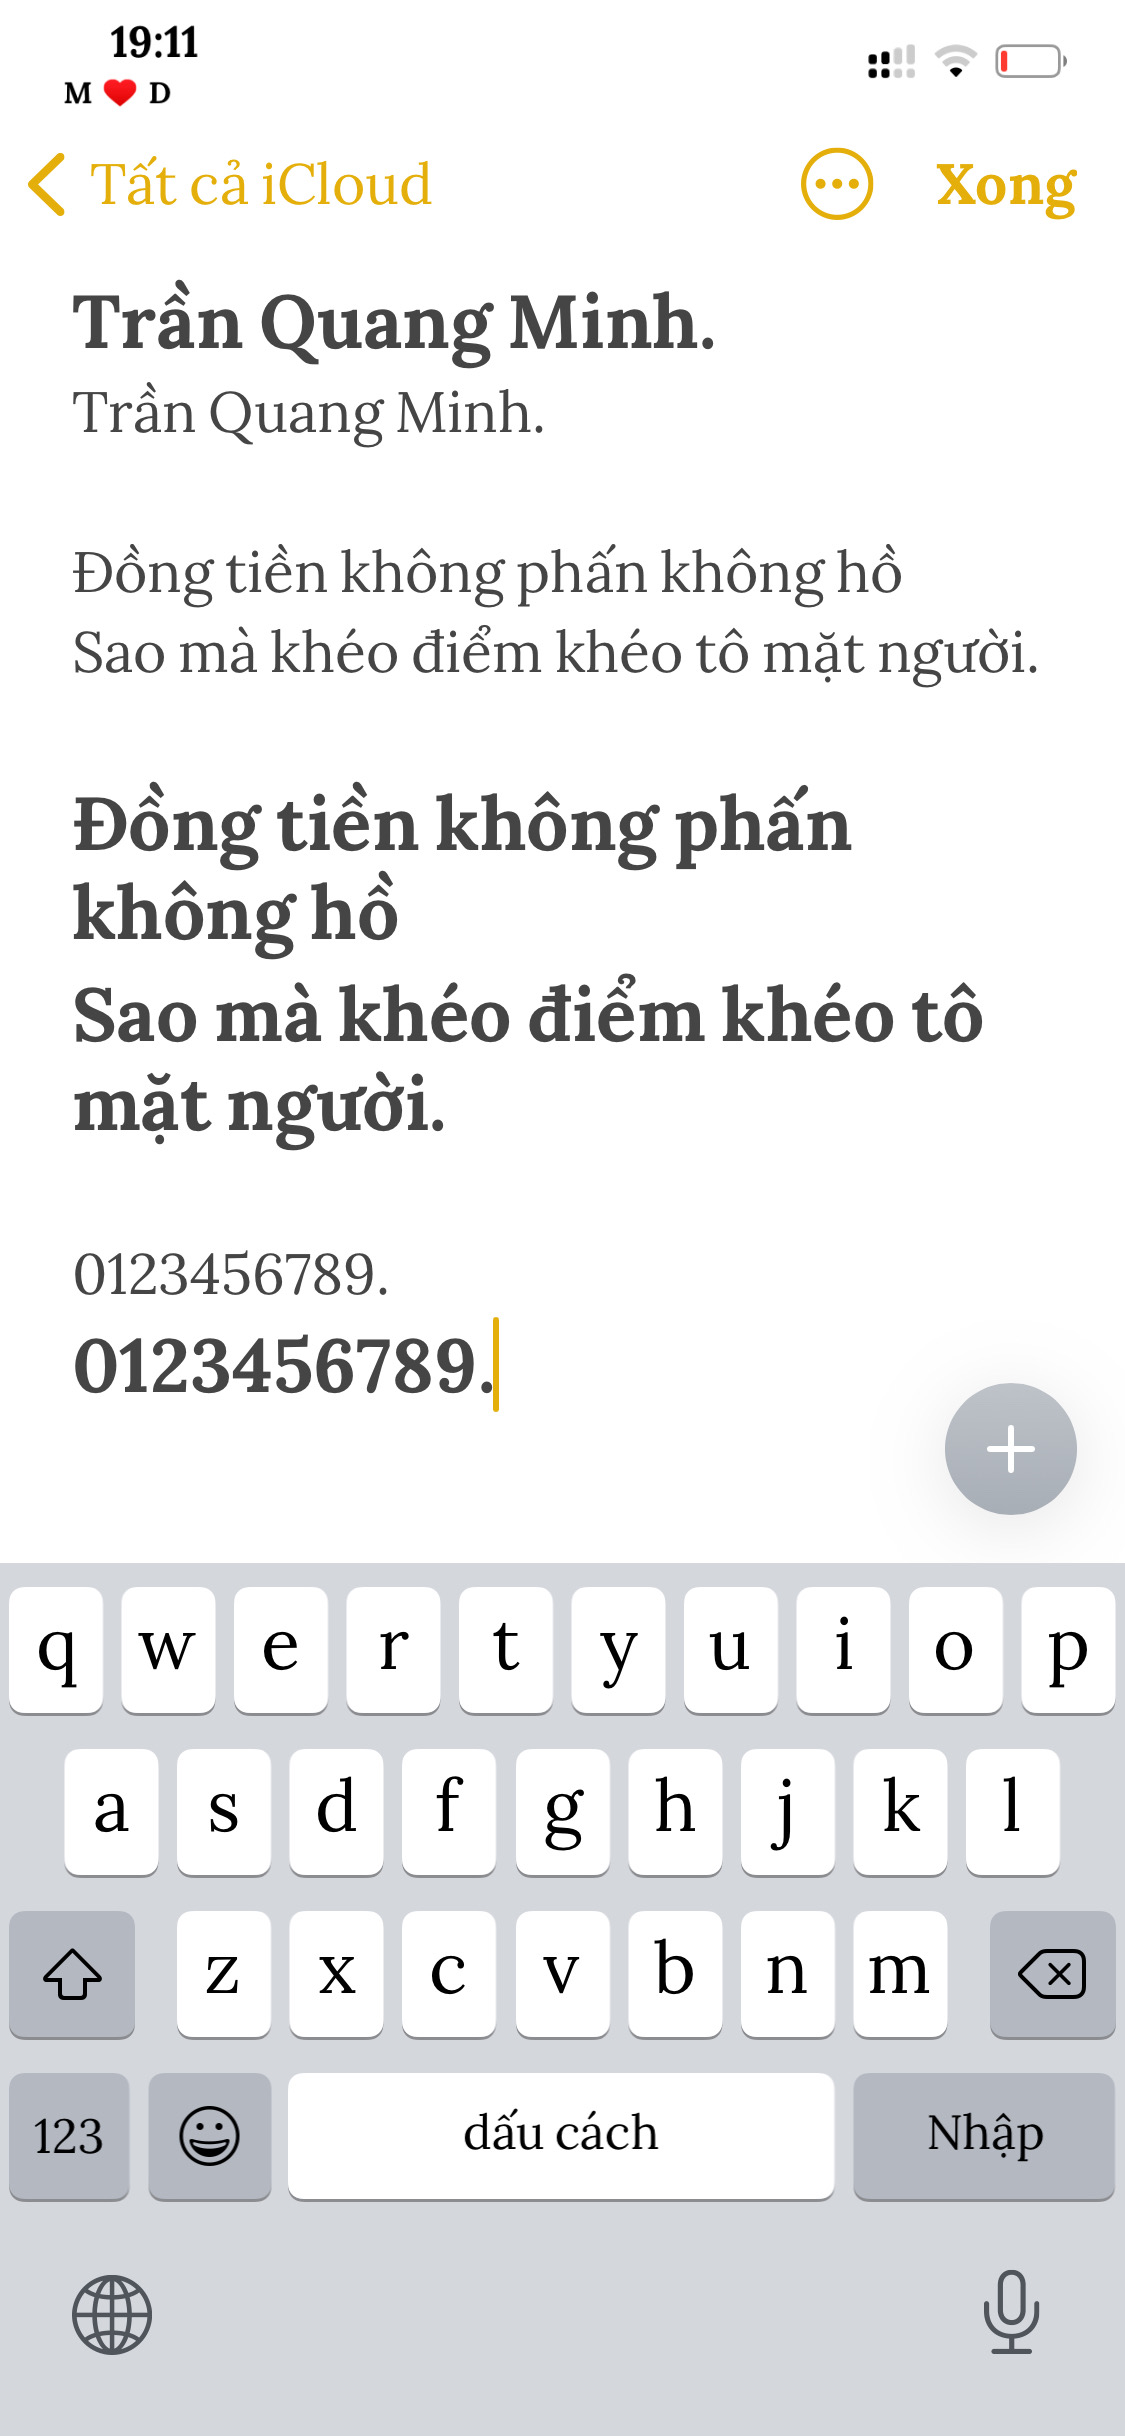 19:11
M ❤️ D
Tất cả iCloud
Xong
Trần Quang Minh.
Trần Quang Minh.
Đồng tiền không phấn không hồ
Sao mà khéo điểm khéo tô mặt người.
Đồng tiền không phấn
không hồ
Sao mà khéo điểm khéo tô
mặt người.
0123456789.
0123456789.
q w e r t y u i o p
a s d f g h j k l
z x c v b n m
123 dấu cách Nhập